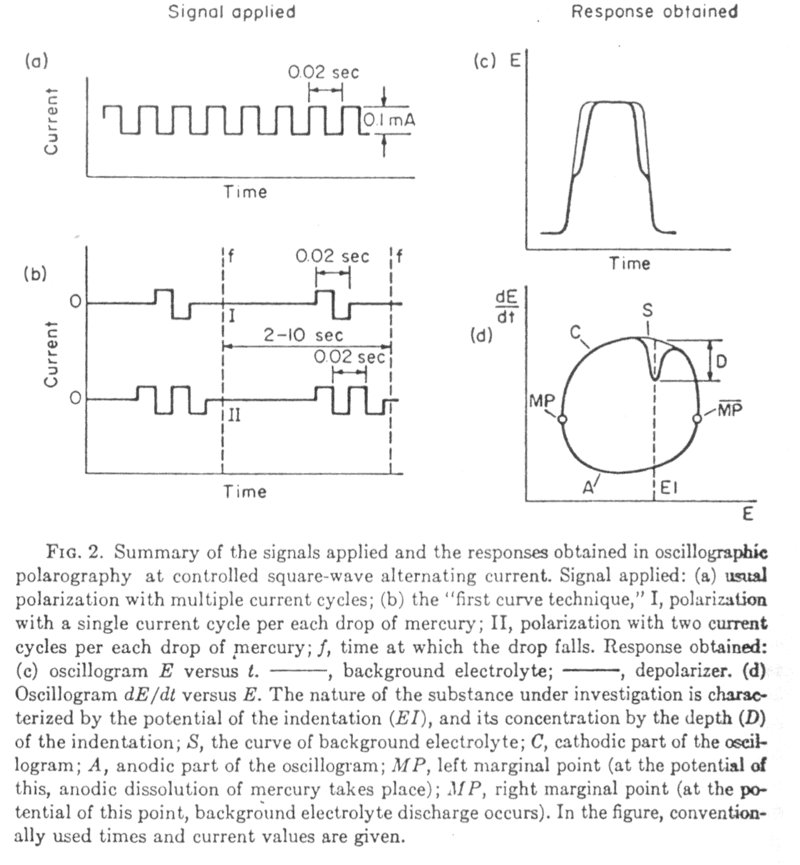 Signal applied
Response obtained
(a)
Current
0.02 sec
0.1 mA
Time
(b)
f
f
0.02 sec
0
I
2–10 sec
0.02 sec
0
II
Current
Time
(c)
E
Time
(d)
dE/dt
C
S
D
MP
M̅P̅
A
EI
E
FIG. 2. Summary of the signals applied and the responses obtained in oscillographic
polarography at controlled square-wave alternating current. Signal applied: (a) usual
polarization with multiple current cycles; (b) the "first curve technique," I, polarization
with a single current cycle per each drop of mercury; II, polarization with two current
cycles per each drop of mercury; f, time at which the drop falls. Response obtained:
(c) oscillogram E versus t. ———, background electrolyte; ———, depolarizer. (d)
Oscillogram dE/dt versus E. The nature of the substance under investigation is charac-
terized by the potential of the indentation (EI), and its concentration by the depth (D)
of the indentation; S, the curve of background electrolyte; C, cathodic part of the oscil-
logram; A, anodic part of the oscillogram; MP, left marginal point (at the potential of
this, anodic dissolution of mercury takes place); MP, right marginal point (at the po-
tential of this point, background electrolyte discharge occurs). In the figure, convention-
ally used times and current values are given.